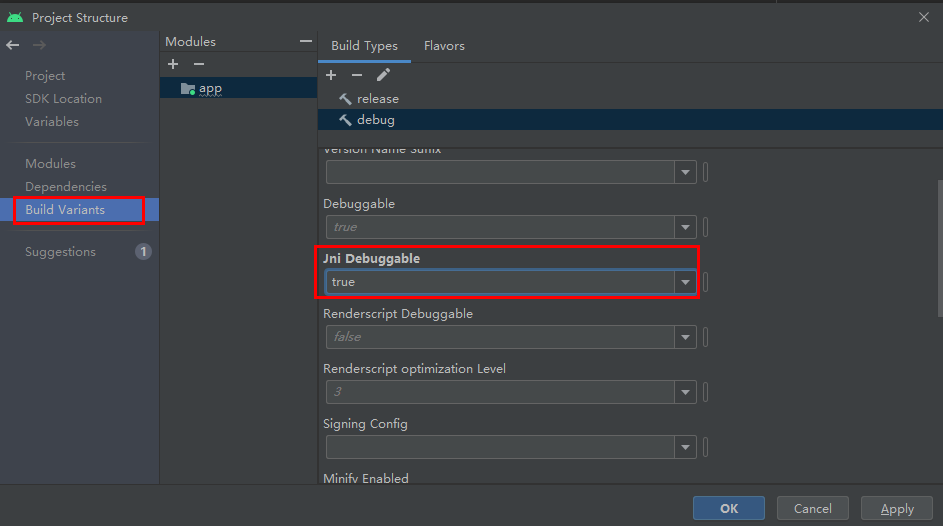 Project Structure
Modules
Build Types Flavors
Project
SDK Location
Variables
Modules
Dependencies
Build Variants
Suggestions 1
app
release
debug
Version Name Suffix
Debuggable
true
Jni Debuggable
true
Renderscript Debuggable
false
Renderscript optimization Level
3
Signing Config
Minify Enabled
OK Cancel Apply